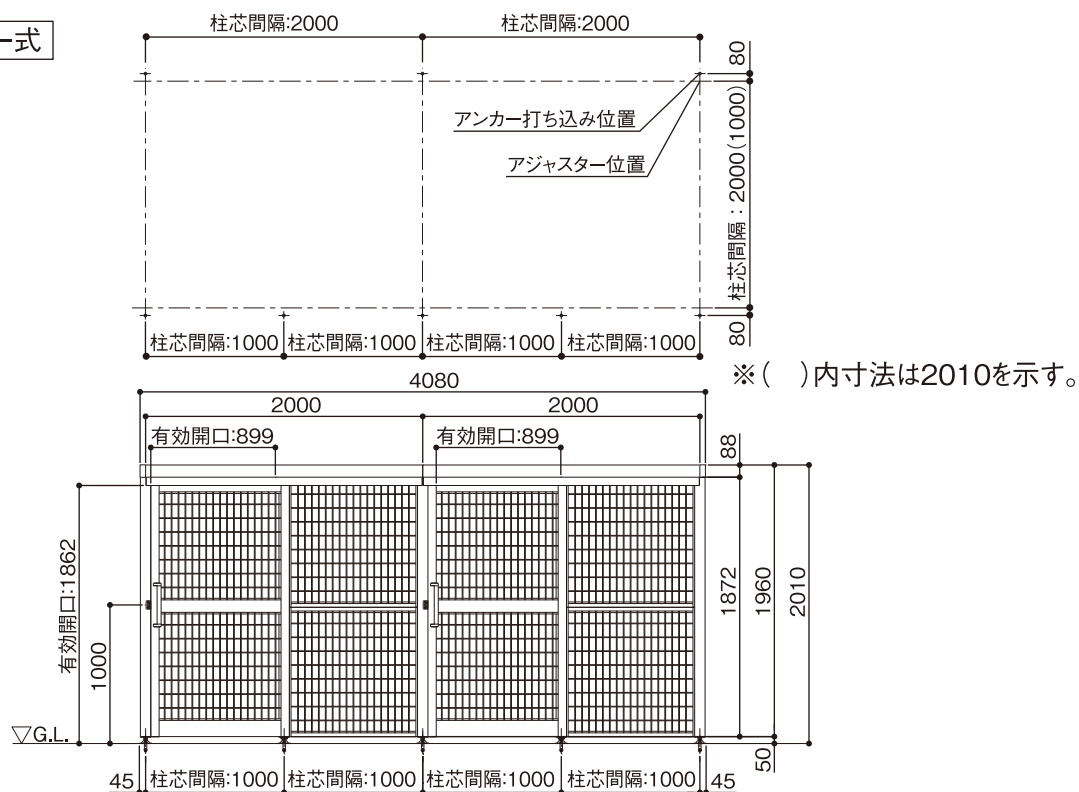 ー式
柱芯間隔:2000
柱芯間隔:2000
80
アンカー打ち込み位置
アジャスター位置
柱芯間隔：2000(1000)
80
柱芯間隔:1000
柱芯間隔:1000
柱芯間隔:1000
柱芯間隔:1000
※(　)内寸法は2010を示す。
4080
2000
2000
有効開口:899
有効開口:899
88
有効開口:1862
1000
1872
1960
2010
▽G.L.
50
45
柱芯間隔:1000
柱芯間隔:1000
柱芯間隔:1000
柱芯間隔:1000
45